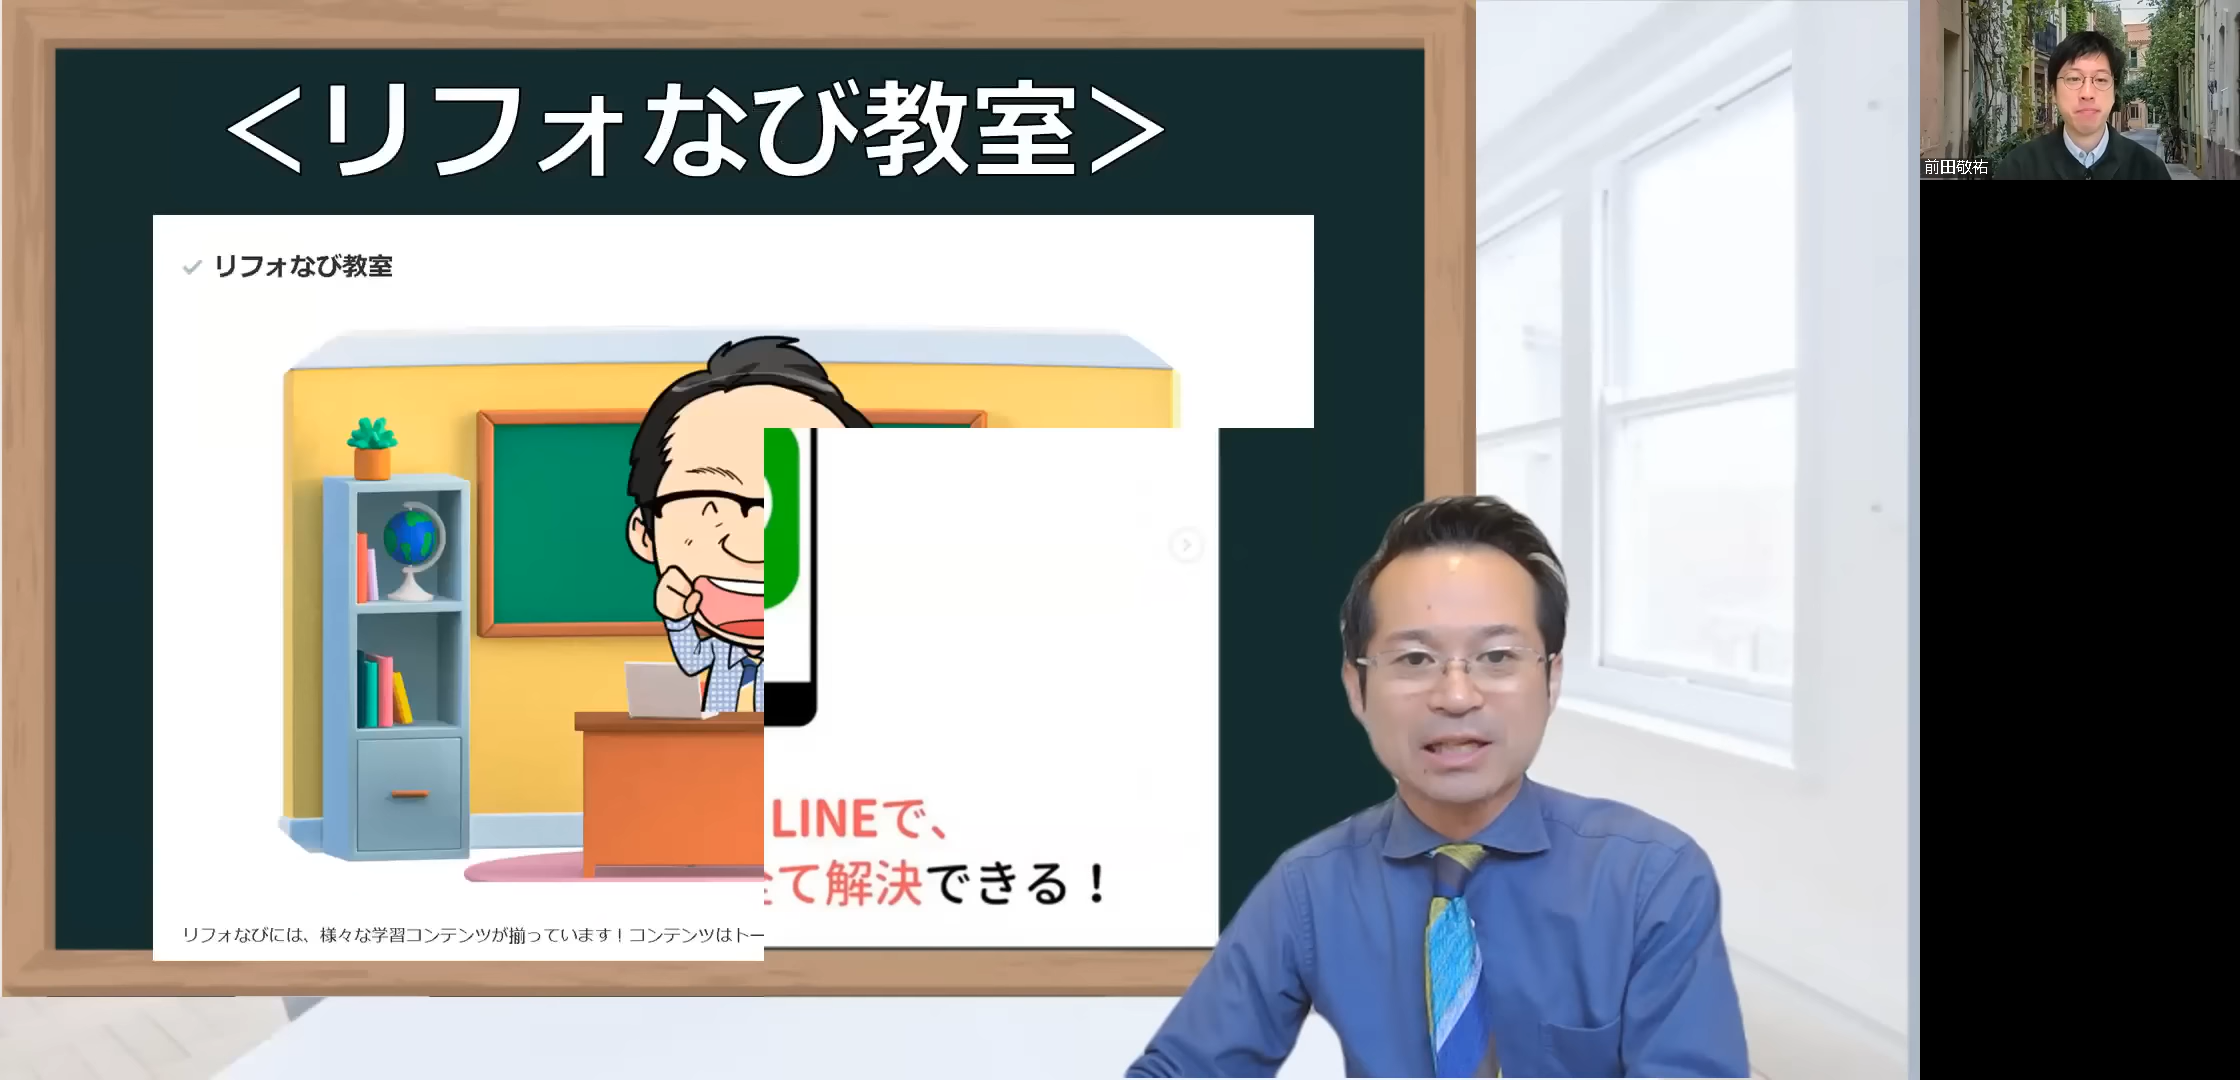 ＜リフォなび教室＞
リフォなび教室
LINEで、
て解決できる！
リフォなびには、様々な学習コンテンツが揃っています！コンテンツはトー
前田敬祐